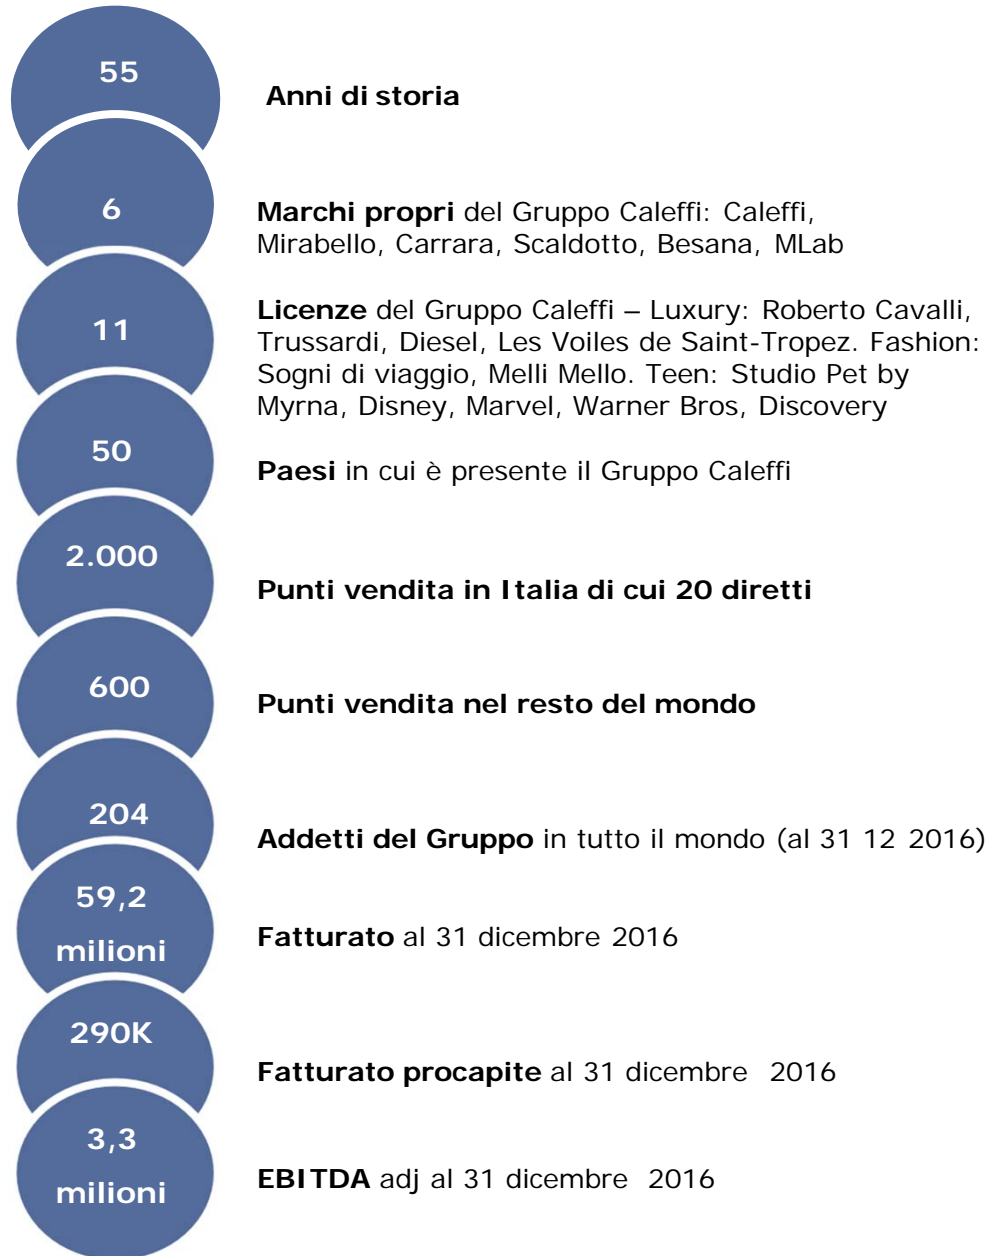 55
Anni di storia
6
Marchi propri del Gruppo Caleffi: Caleffi,
Mirabello, Carrara, Scaldotto, Besana, MLab
11
Licenze del Gruppo Caleffi – Luxury: Roberto Cavalli,
Trussardi, Diesel, Les Voiles de Saint-Tropez. Fashion:
Sogni di viaggio, Melli Mello. Teen: Studio Pet by
Myrna, Disney, Marvel, Warner Bros, Discovery
50
Paesi in cui è presente il Gruppo Caleffi
2.000
Punti vendita in Italia di cui 20 diretti
600
Punti vendita nel resto del mondo
204
Addetti del Gruppo in tutto il mondo (al 31 12 2016)
59,2
milioni
Fatturato al 31 dicembre 2016
290K
Fatturato procapite al 31 dicembre 2016
3,3
milioni
EBITDA adj al 31 dicembre 2016